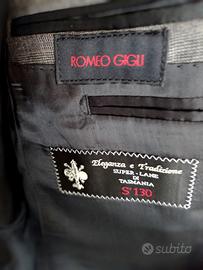 ROMEO GIGLI
Eleganza e Tradizione
SUPER-LANE
DI
TASMANIA
S'130
subito